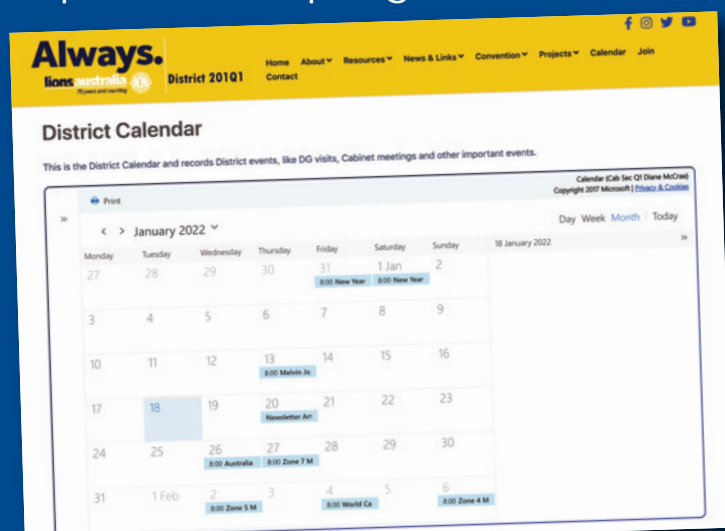 Always.
lions australia
District 201Q1
Home About Resources News & Links Convention Projects Calendar Join
Contact
District Calendar
This is the District Calendar and records District events, like DG visits, Cabinet meetings and other important events.
Calendar (Cab Sec Q1 Diane McCrae)
Copyright 2017 Microsoft | Privacy & Cookies
Print
January 2022
Day Week Month Today
Monday Tuesday Wednesday Thursday Friday Saturday Sunday
18 January 2022
27 28 29 30 31 1 Jan 2
8:00 New Year 8:00 New Year
3 4 5 6 7 8 9
10 11 12 13 14 15 16
8:00 Melvin Jo
17 18 19 20 21 22 23
Newsletter Art
24 25 26 27 28 29 30
8:00 Australia 8:00 Zone 7 M
31 1 Feb 2 3 4 5 6
8:00 Zone 5 M 8:00 World Ca 8:00 Zone 4 M